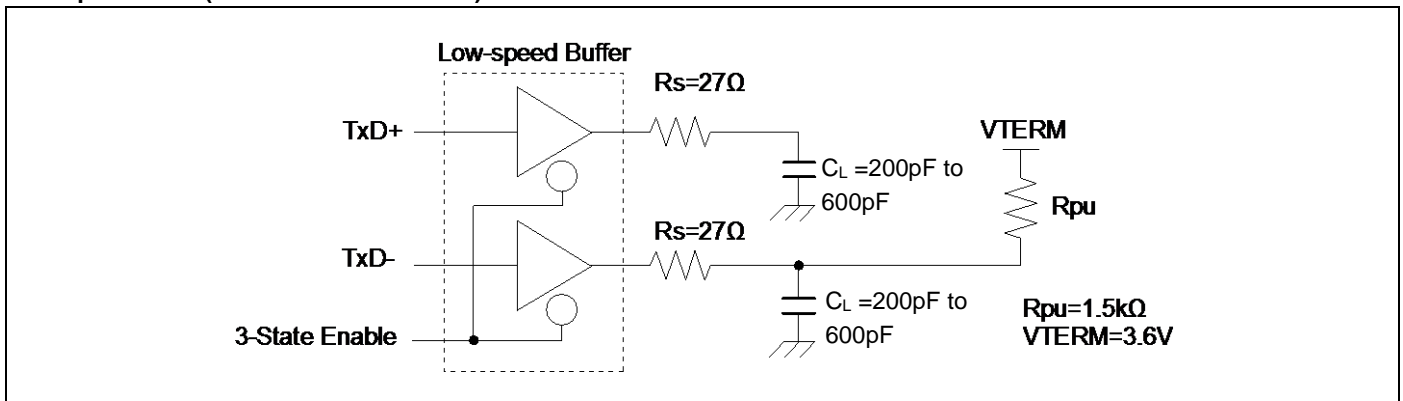 Low-speed Buffer
Rs=27Ω
TxD+
VTERM
CL =200pF to
600pF
Rpu
Rs=27Ω
TxD-
CL =200pF to
600pF
Rpu=1.5kΩ
VTERM=3.6V
3-State Enable